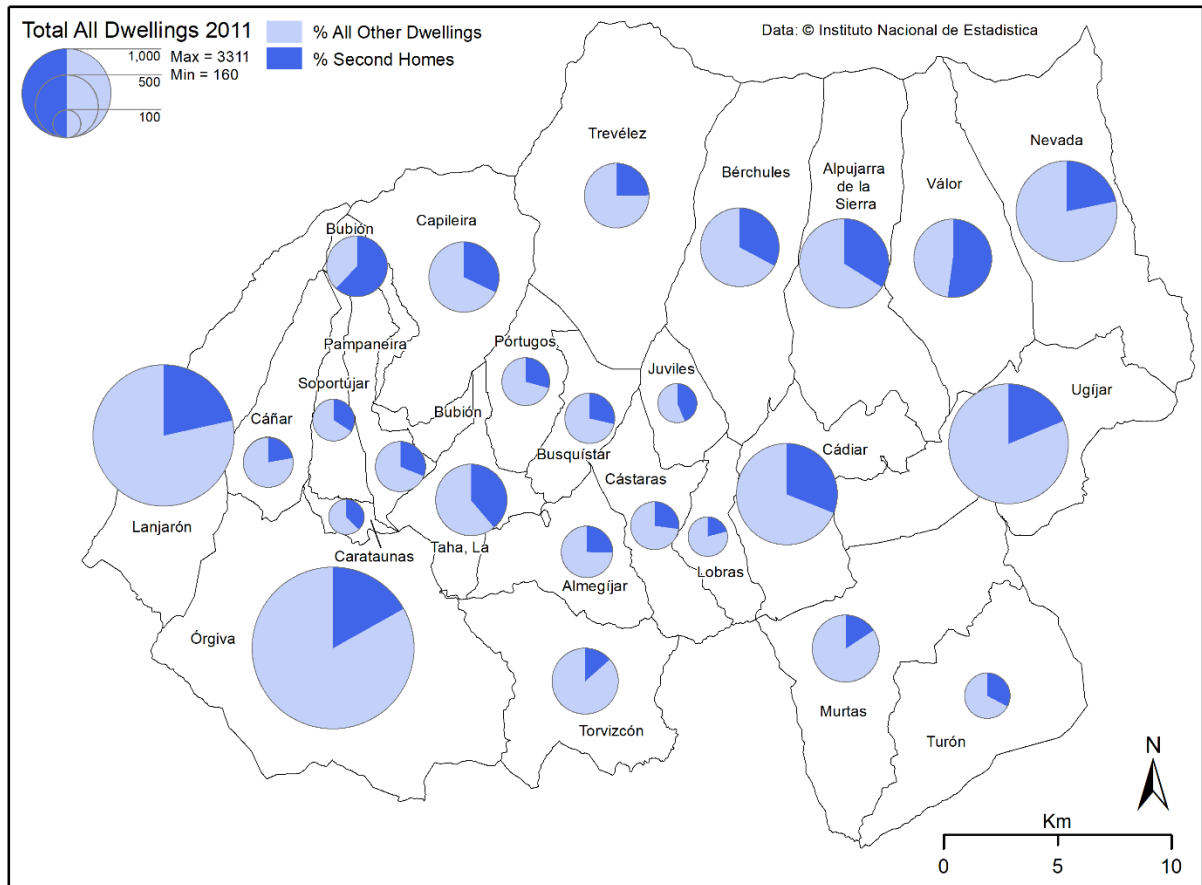 Total All Dwellings 2011
1,000
500
100
Max = 3311
Min = 160
% All Other Dwellings
% Second Homes
Data: © Instituto Nacional de Estadistica
Trevélez
Bérchules
Alpujarra
de la
Sierra
Válor
Nevada
Bubión
Capileira
Pampaneira
Pórtugos
Soportújar
Bubión
Juviles
Cáñar
Busquístar
Ugíjar
Cádiar
Cástaras
Lanjarón
Carataunas
Taha, La
Almegíjar
Lobras
Órgiva
Torvizcón
Murtas
Turón
N
Km
0
5
10